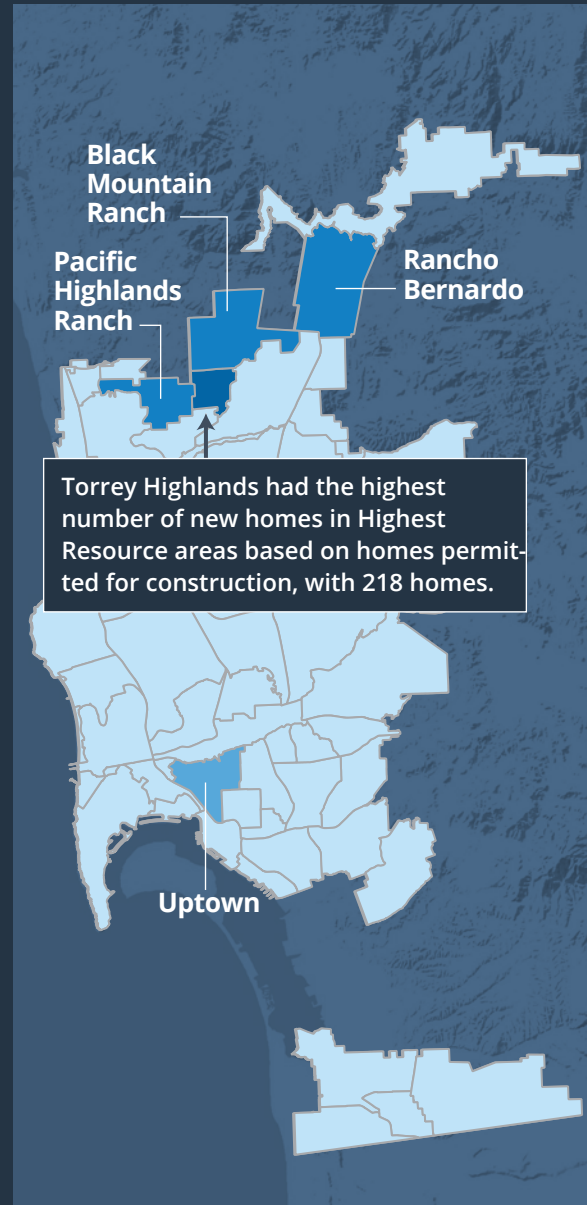 Black
Mountain
Ranch
Pacific
Highlands
Ranch
Rancho
Bernardo
Torrey Highlands had the highest
number of new homes in Highest
Resource areas based on homes permit-
ted for construction, with 218 homes.
Uptown